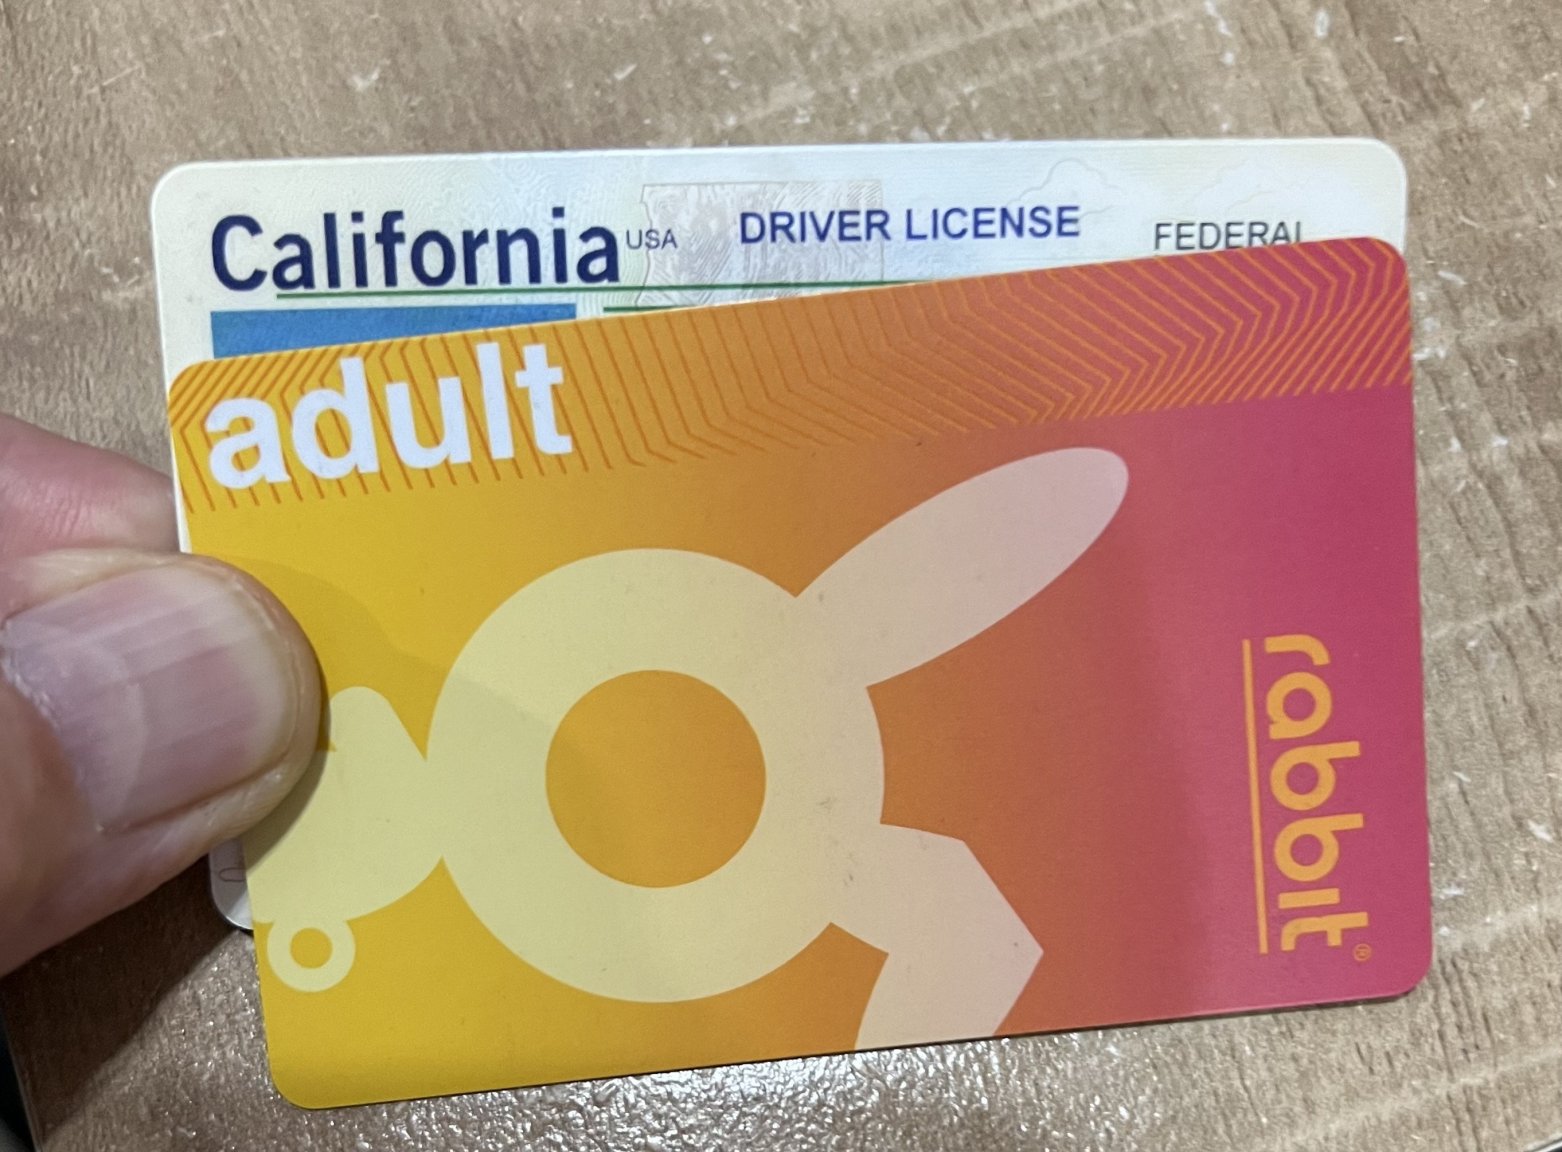 California USA DRIVER LICENSE FEDERAL
adult
rabbit®